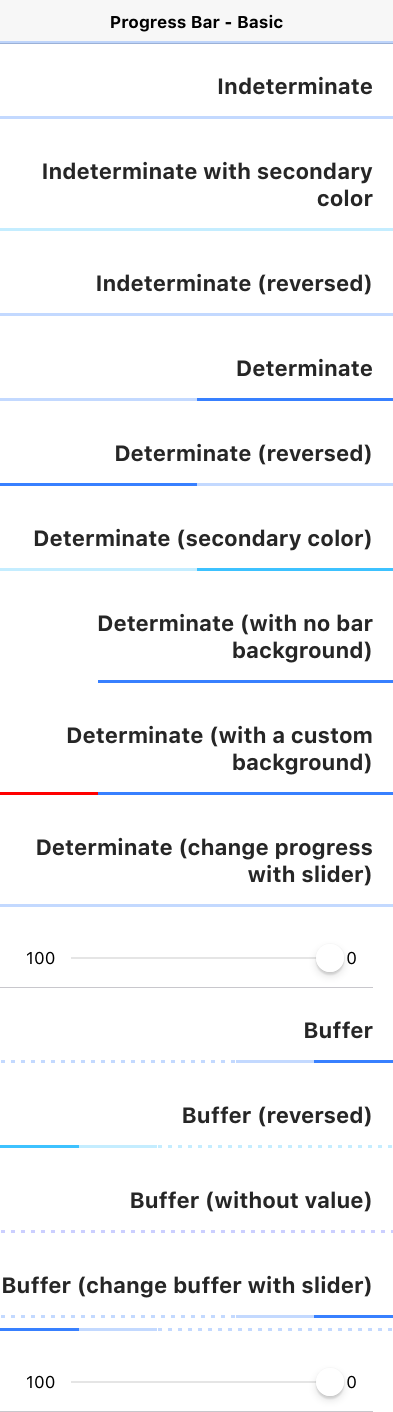 Progress Bar - Basic
Indeterminate
Indeterminate with secondary
color
Indeterminate (reversed)
Determinate
Determinate (reversed)
Determinate (secondary color)
Determinate (with no bar
background)
Determinate (with a custom
background)
Determinate (change progress
with slider)
100 0
Buffer
Buffer (reversed)
Buffer (without value)
Buffer (change buffer with slider)
100 0